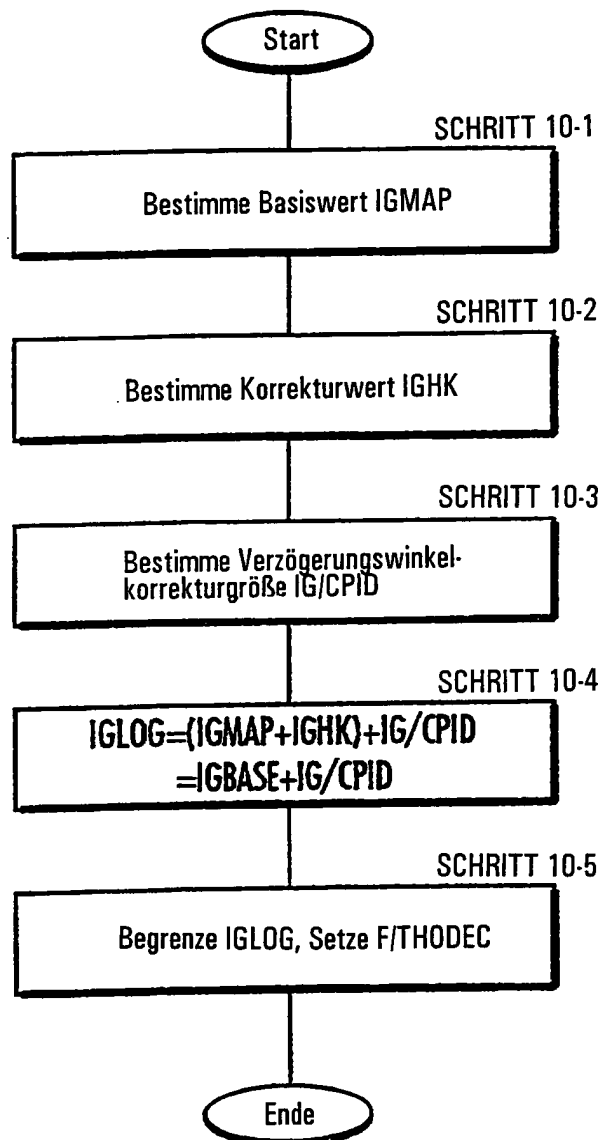 Start
SCHRITT 10-1
Bestimme Basiswert IGMAP
SCHRITT 10-2
Bestimme Korrekturwert IGHK
SCHRITT 10-3
Bestimme Verzögerungswinkel-
korrekturgröße IG/CPID
SCHRITT 10-4
IGLOG=(IGMAP+IGHK)+IG/CPID
=IGBASE+IG/CPID
SCHRITT 10-5
Begrenze IGLOG, Setze F/THODEC
Ende